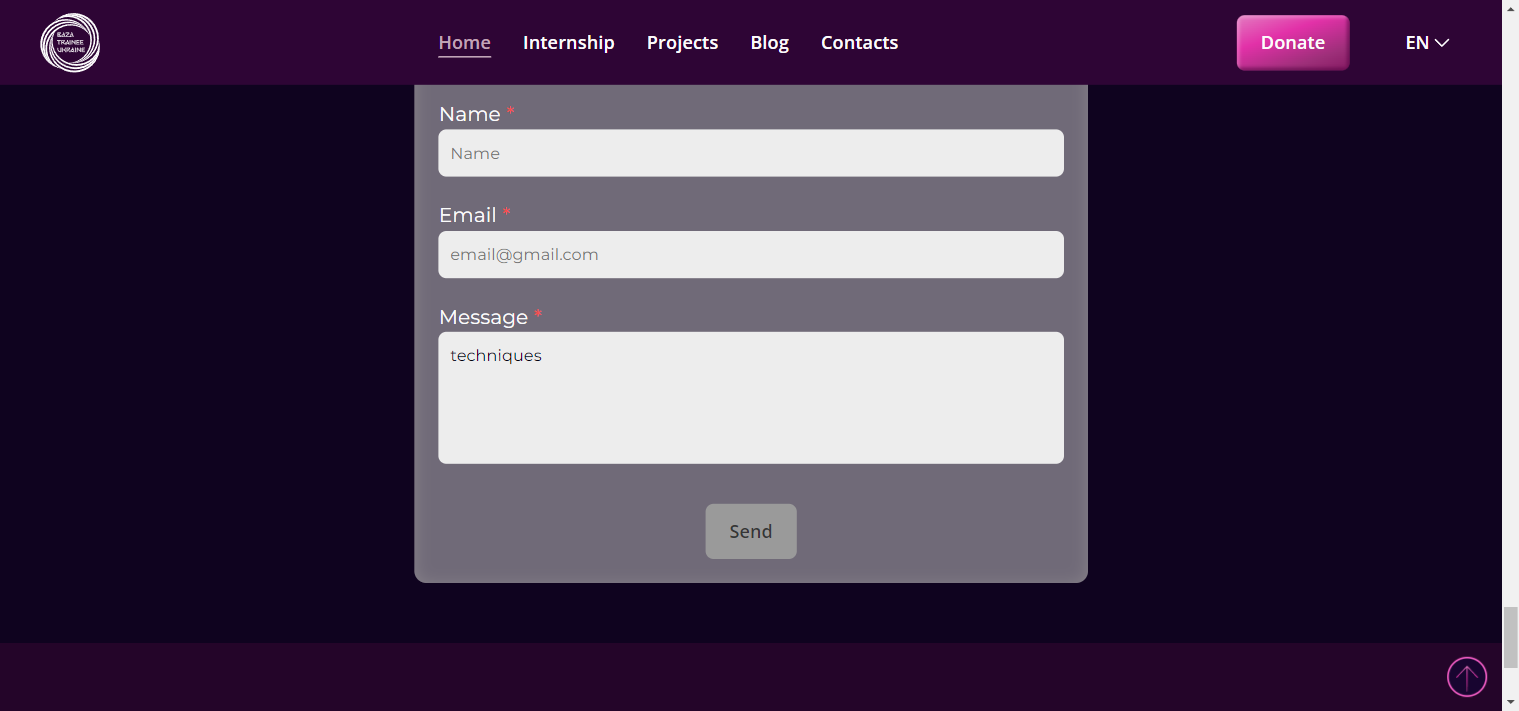 BAZA
TRAINEE
UKRAINE
Home Internship Projects Blog Contacts Donate EN
Name *
Name
Email *
email@gmail.com
Message *
techniques
Send